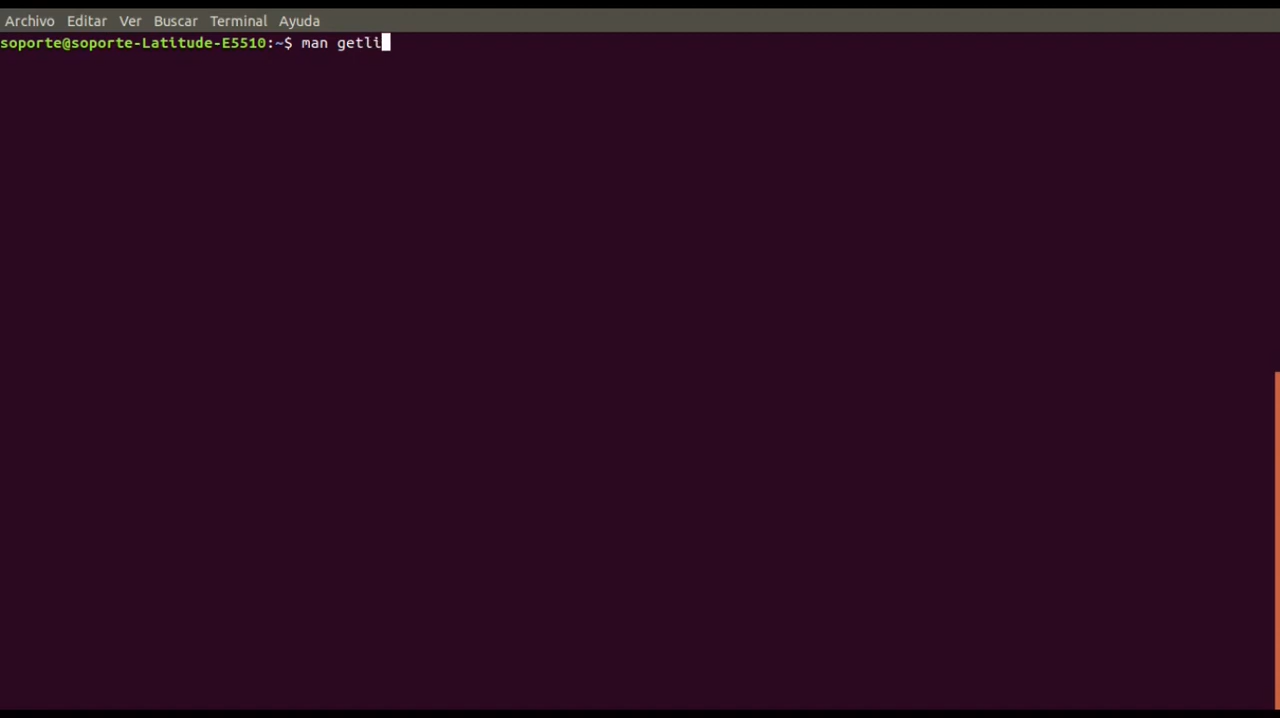 Archivo Editar Ver Buscar Terminal Ayuda
soporte@soporte-Latitude-E5510:~$ man getli